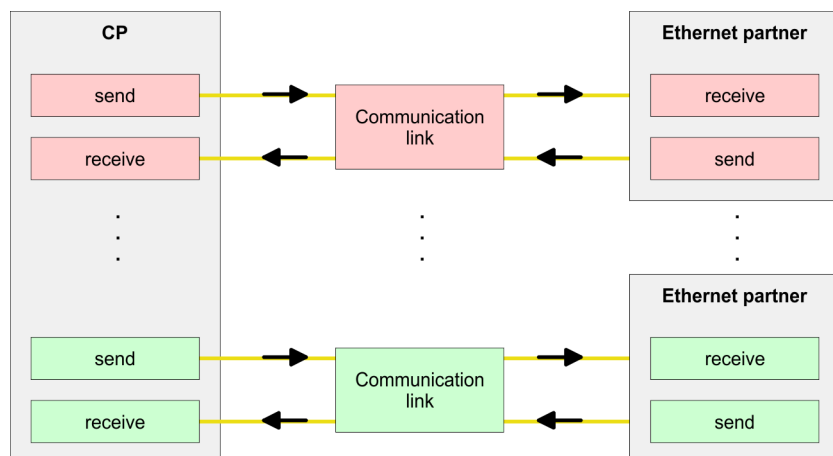 CP
Ethernet partner
send
receive
Communication
link
receive
send
Ethernet partner
send
receive
Communication
link
receive
send